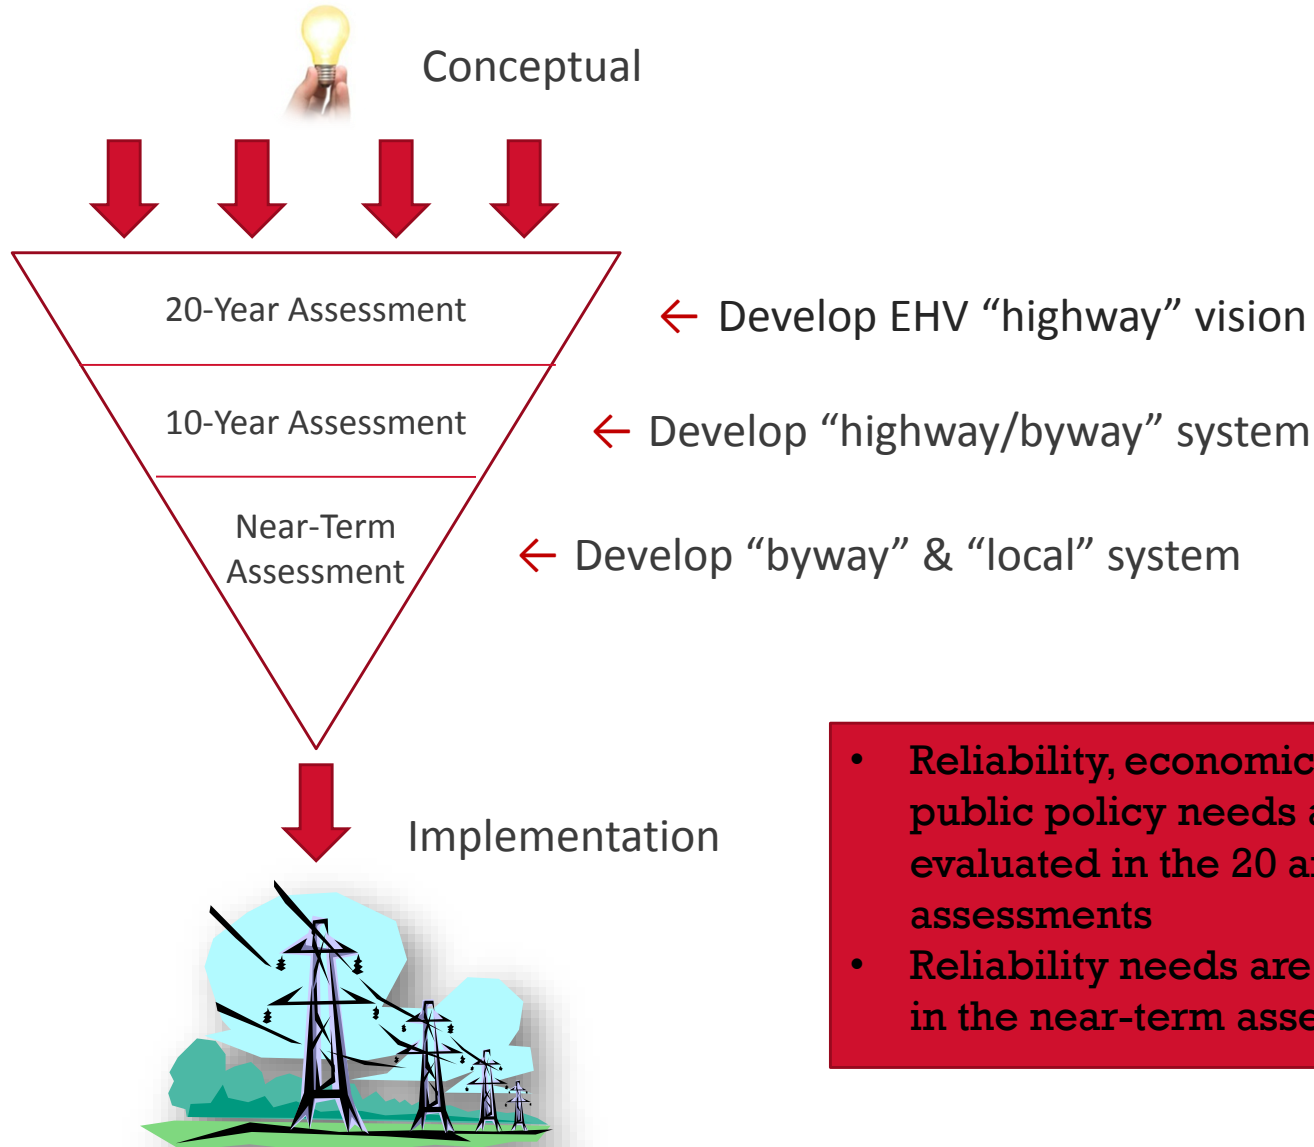 Conceptual
20-Year Assessment
← Develop EHV “highway” vision
10-Year Assessment
← Develop “highway/byway” system
Near-Term
Assessment
← Develop “byway” & “local” system
Implementation
• Reliability, economic
public policy needs
evaluated in the 20
assessments
• Reliability needs are
in the near-term